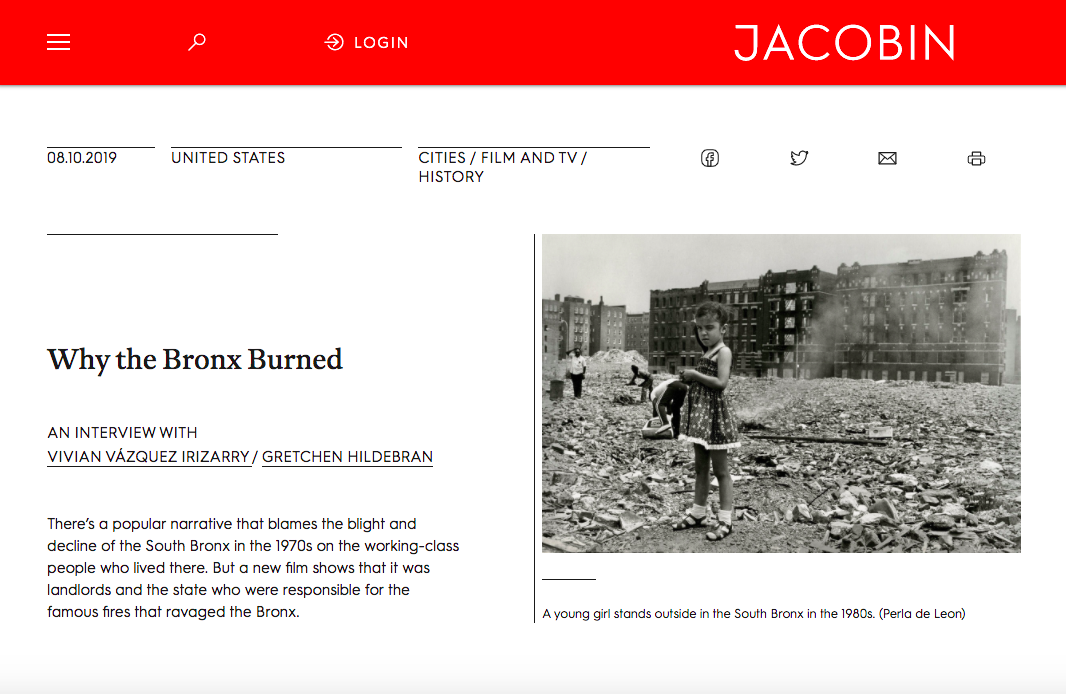 LOGIN
JACOBIN
08.10.2019
UNITED STATES
CITIES / FILM AND TV /
HISTORY
Why the Bronx Burned
AN INTERVIEW WITH
VIVIAN VÁZQUEZ IRIZARRY / GRETCHEN HILDEBRAN
There's a popular narrative that blames the blight and
decline of the South Bronx in the 1970s on the working-class
people who lived there. But a new film shows that it was
landlords and the state who were responsible for the
famous fires that ravaged the Bronx.
A young girl stands outside in the South Bronx in the 1980s. (Perla de Leon)